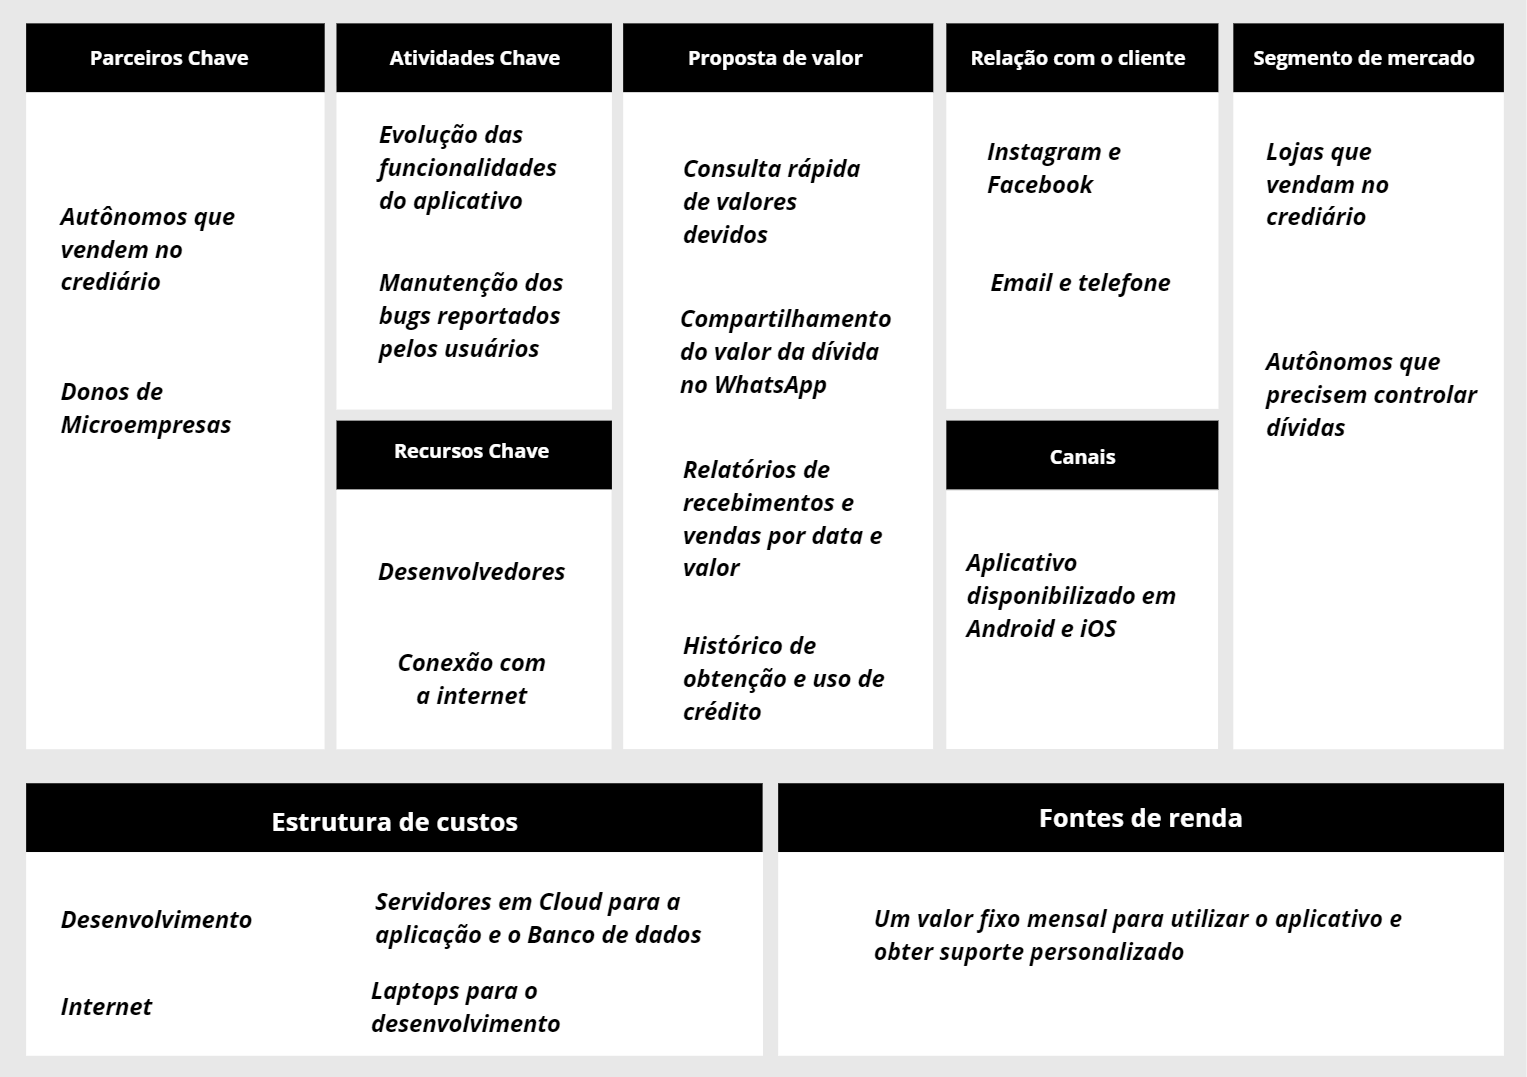 Parceiros Chave
Autônomos que
vendem no
crediário
Donos de
Microempresas
Atividades Chave
Evolução das
funcionalidades
do aplicativo
Manutenção dos
bugs reportados
pelos usuários
Recursos Chave
Desenvolvedores
Conexão com
a internet
Proposta de valor
Consulta rápida
de valores
devidos
Compartilhamento
do valor da dívida
no WhatsApp
Relatórios de
recebimentos e
vendas por data e
valor
Histórico de
obtenção e uso de
crédito
Relação com o cliente
Instagram e
Facebook
Email e telefone
Canais
Aplicativo
disponibilizado em
Android e iOS
Segmento de mercado
Lojas que
vendam no
crediário
Autônomos que
precisem controlar
dívidas
Estrutura de custos
Desenvolvimento
Internet
Servidores em Cloud para a
aplicação e o Banco de dados
Laptops para o
desenvolvimento
Fontes de renda
Um valor fixo mensal para utilizar o aplicativo e
obter suporte personalizado